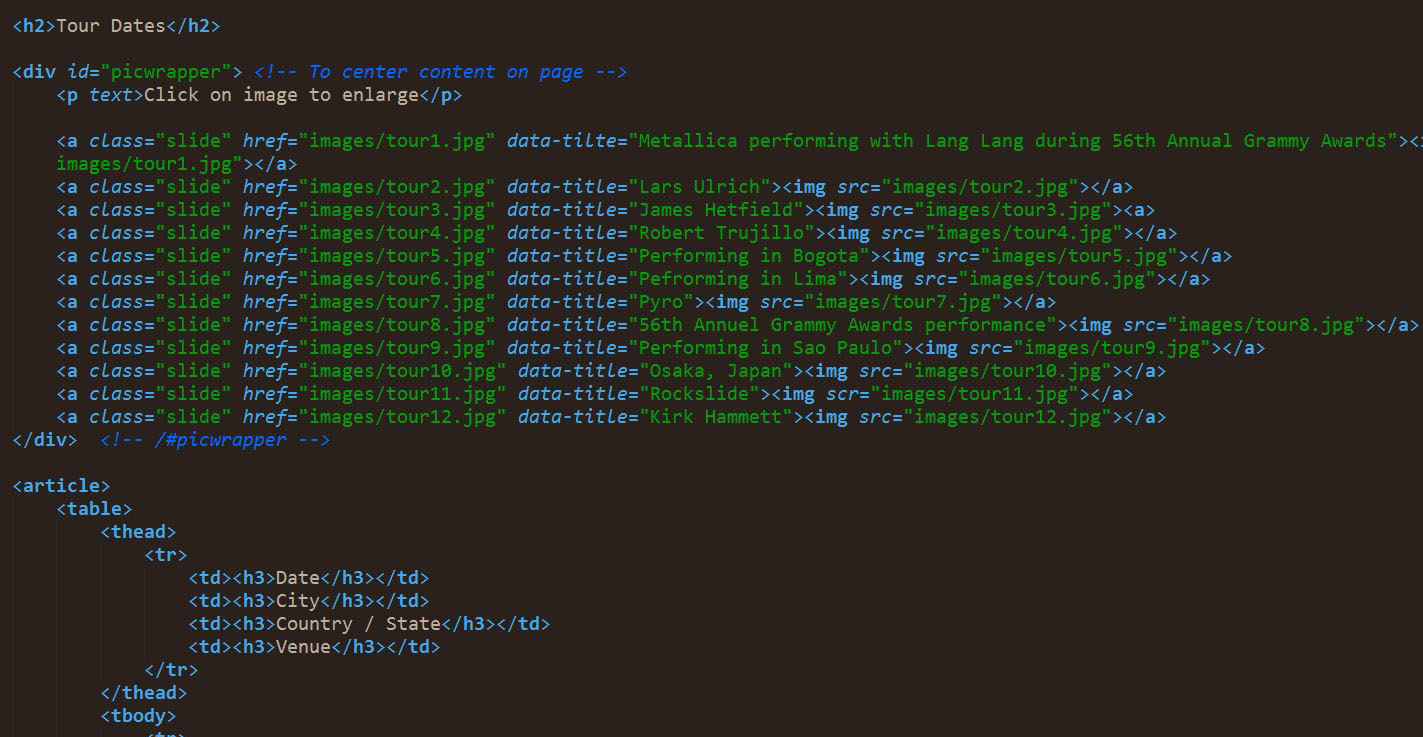 <h2>Tour Dates</h2>
<div id="picwrapper"> <!-- To center content on page -->
<p text>Click on image to enlarge</p>
<a class="slide" href="images/tour1.jpg" data-tilte="Metallica performing with Lang Lang during 56th Annual Grammy Awards"><
images/tour1.jpg"></a>
<a class="slide" href="images/tour2.jpg" data-title="Lars Ulrich"><img src="images/tour2.jpg"></a>
<a class="slide" href="images/tour3.jpg" data-title="James Hetfield"><img src="images/tour3.jpg"><a>
<a class="slide" href="images/tour4.jpg" data-title="Robert Trujillo"><img src="images/tour4.jpg"></a>
<a class="slide" href="images/tour5.jpg" data-title="Performing in Bogota"><img src="images/tour5.jpg"></a>
<a class="slide" href="images/tour6.jpg" data-title="Pefrorming in Lima"><img src="images/tour6.jpg"></a>
<a class="slide" href="images/tour7.jpg" data-title="Pyro"><img src="images/tour7.jpg"></a>
<a class="slide" href="images/tour8.jpg" data-title="56th Annuel Grammy Awards performance"><img src="images/tour8.jpg"></a>
<a class="slide" href="images/tour9.jpg" data-title="Performing in Sao Paulo"><img src="images/tour9.jpg"></a>
<a class="slide" href="images/tour10.jpg" data-title="Osaka, Japan"><img src="images/tour10.jpg"></a>
<a class="slide" href="images/tour11.jpg" data-title="Rockslide"><img scr="images/tour11.jpg"></a>
<a class="slide" href="images/tour12.jpg" data-title="Kirk Hammett"><img src="images/tour12.jpg"></a>
</div> <!-- /#picwrapper -->
<article>
<table>
<thead>
<tr>
<td><h3>Date</h3></td>
<td><h3>City</h3></td>
<td><h3>Country / State</h3></td>
<td><h3>Venue</h3></td>
</tr>
</thead>
<tbody>